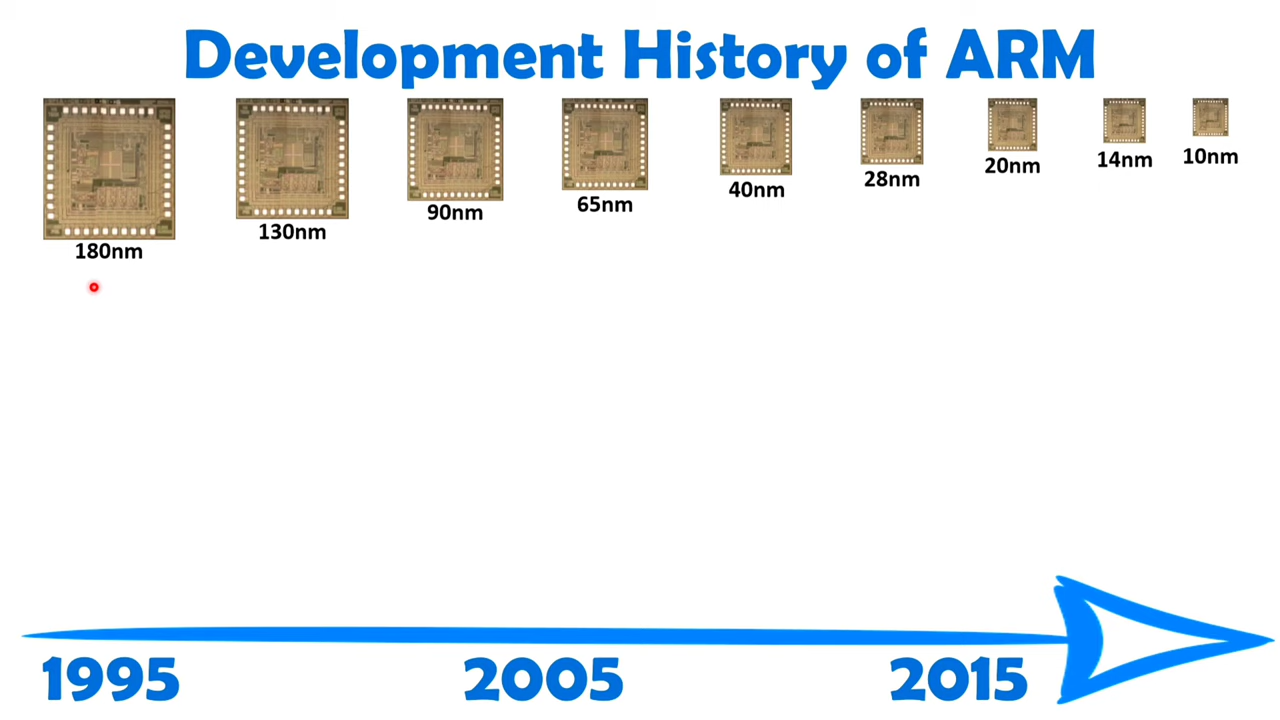 Development History of ARM
180nm
130nm
90nm
65nm
40nm
28nm
20nm
14nm
10nm
1995
2005
2015